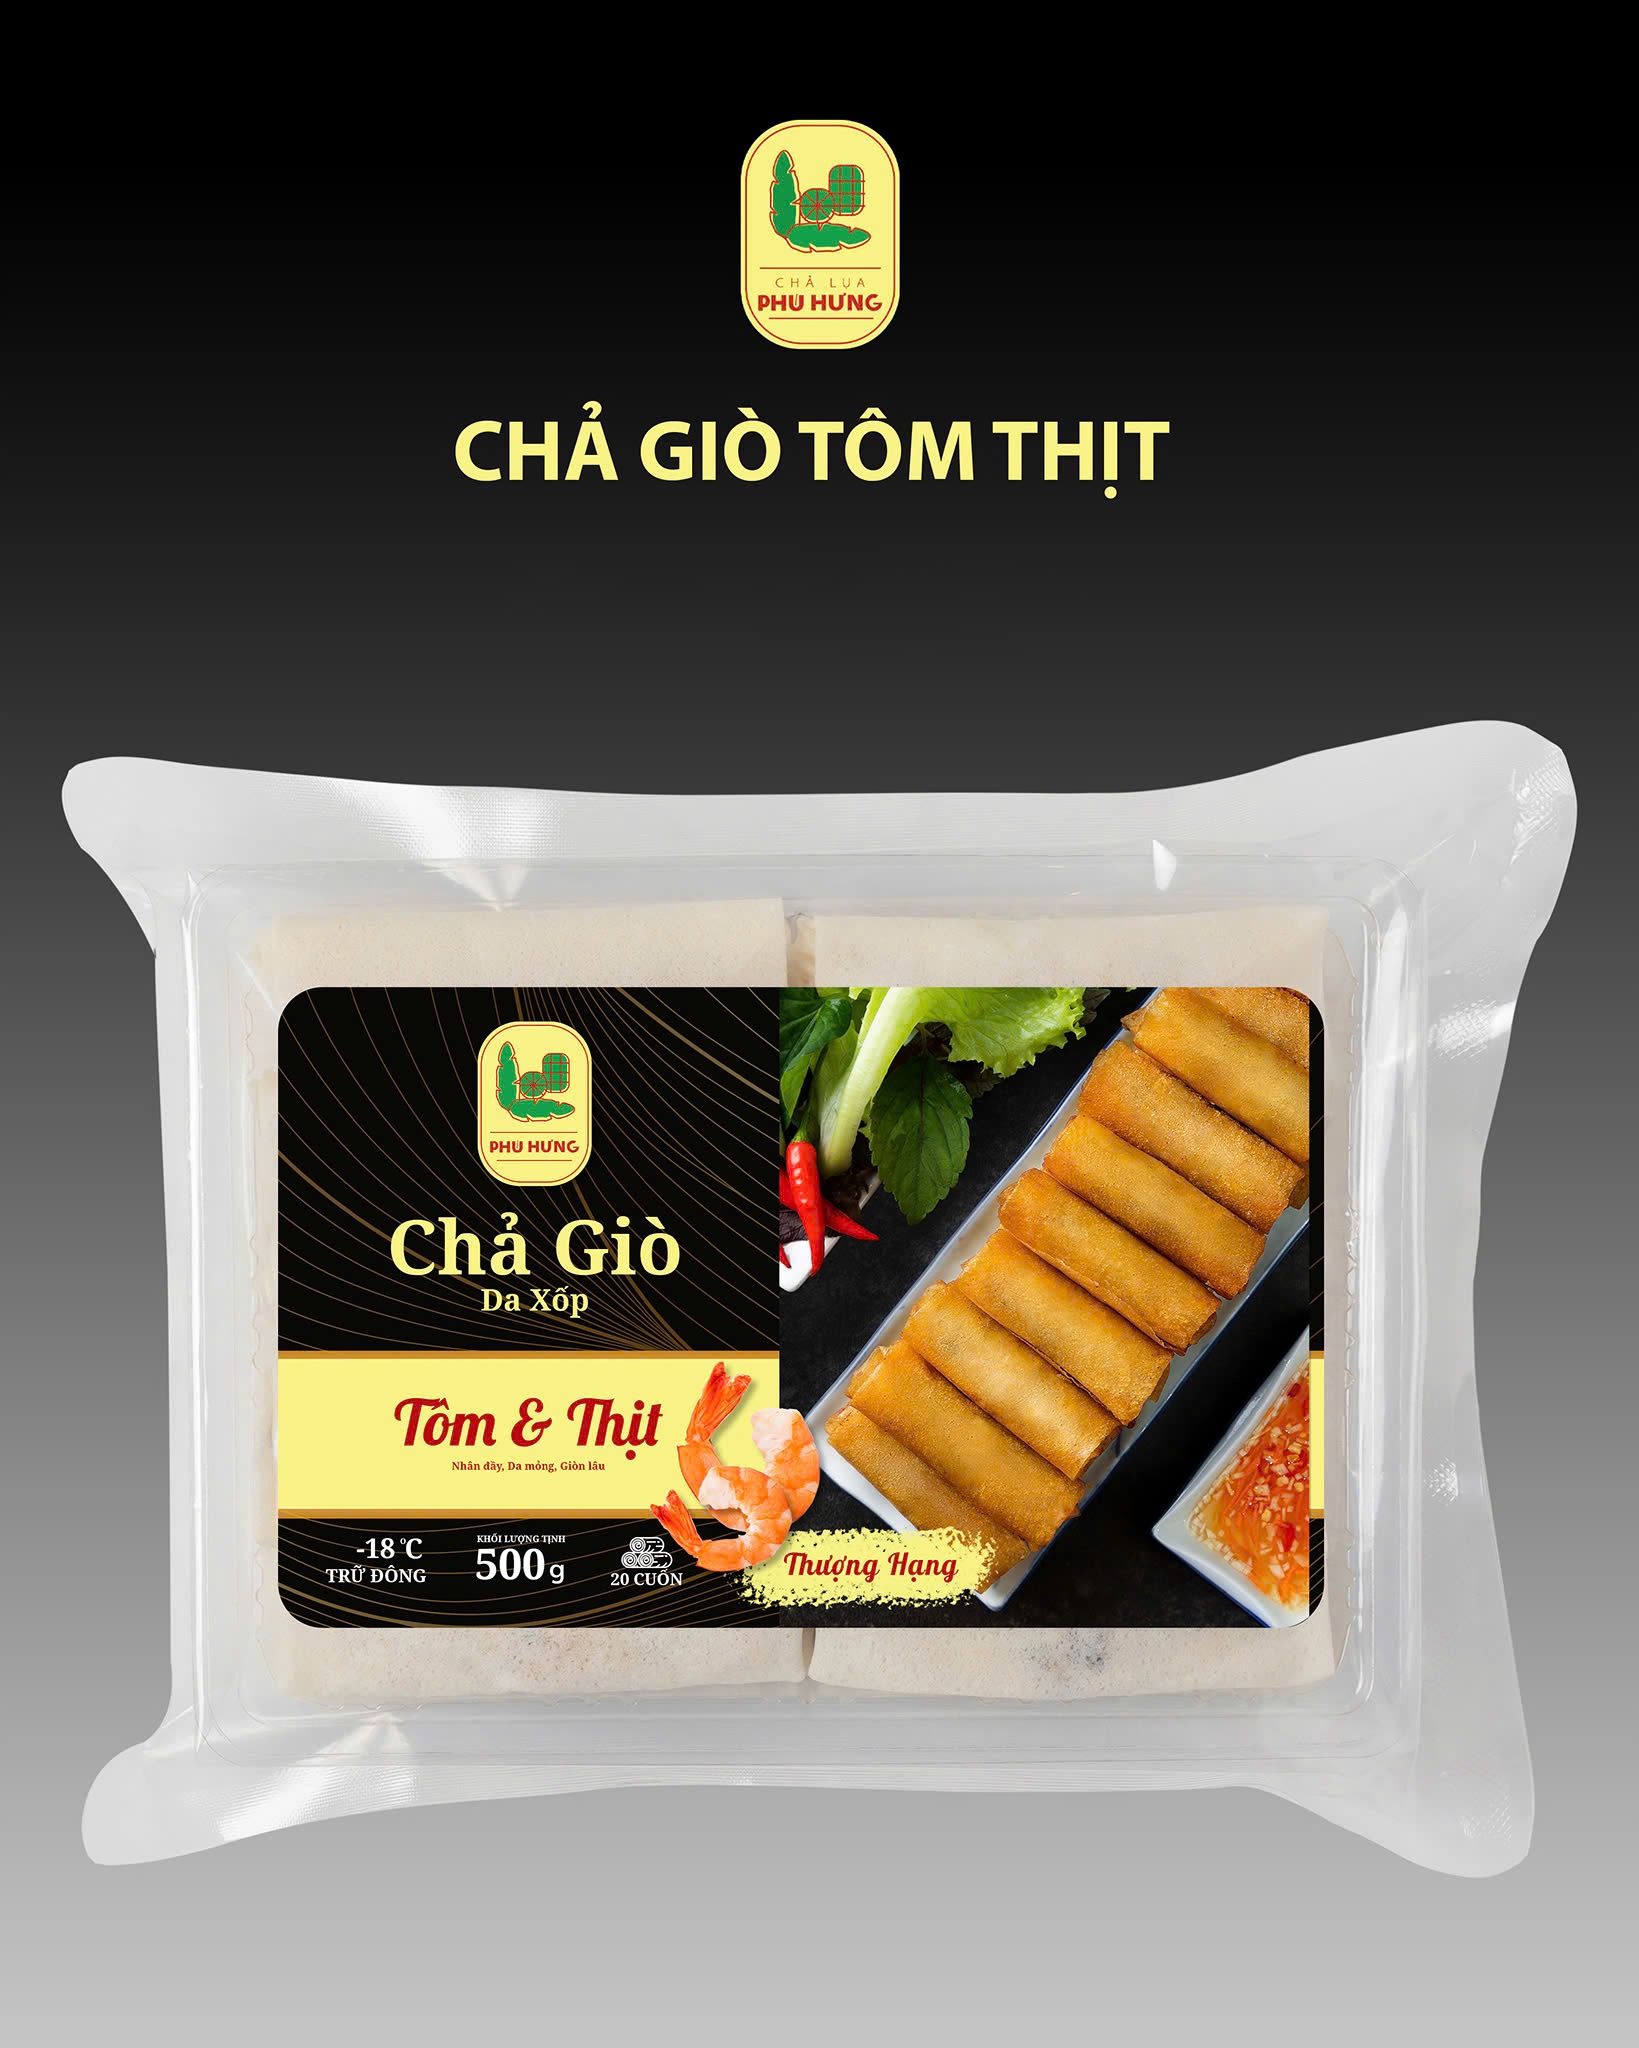 CHẢ LỤA
PHÚ HƯNG
CHẢ GIÒ TÔM THỊT
PHÚ HƯNG
Chả Giò
Da Xốp
Tôm & Thịt
Nhân đầy, Da mỏng, Giòn lâu
-18 °C
TRỮ ĐÔNG
KHỐI LƯỢNG TỊNH
500g
20 CUỐN
Thượng Hạng